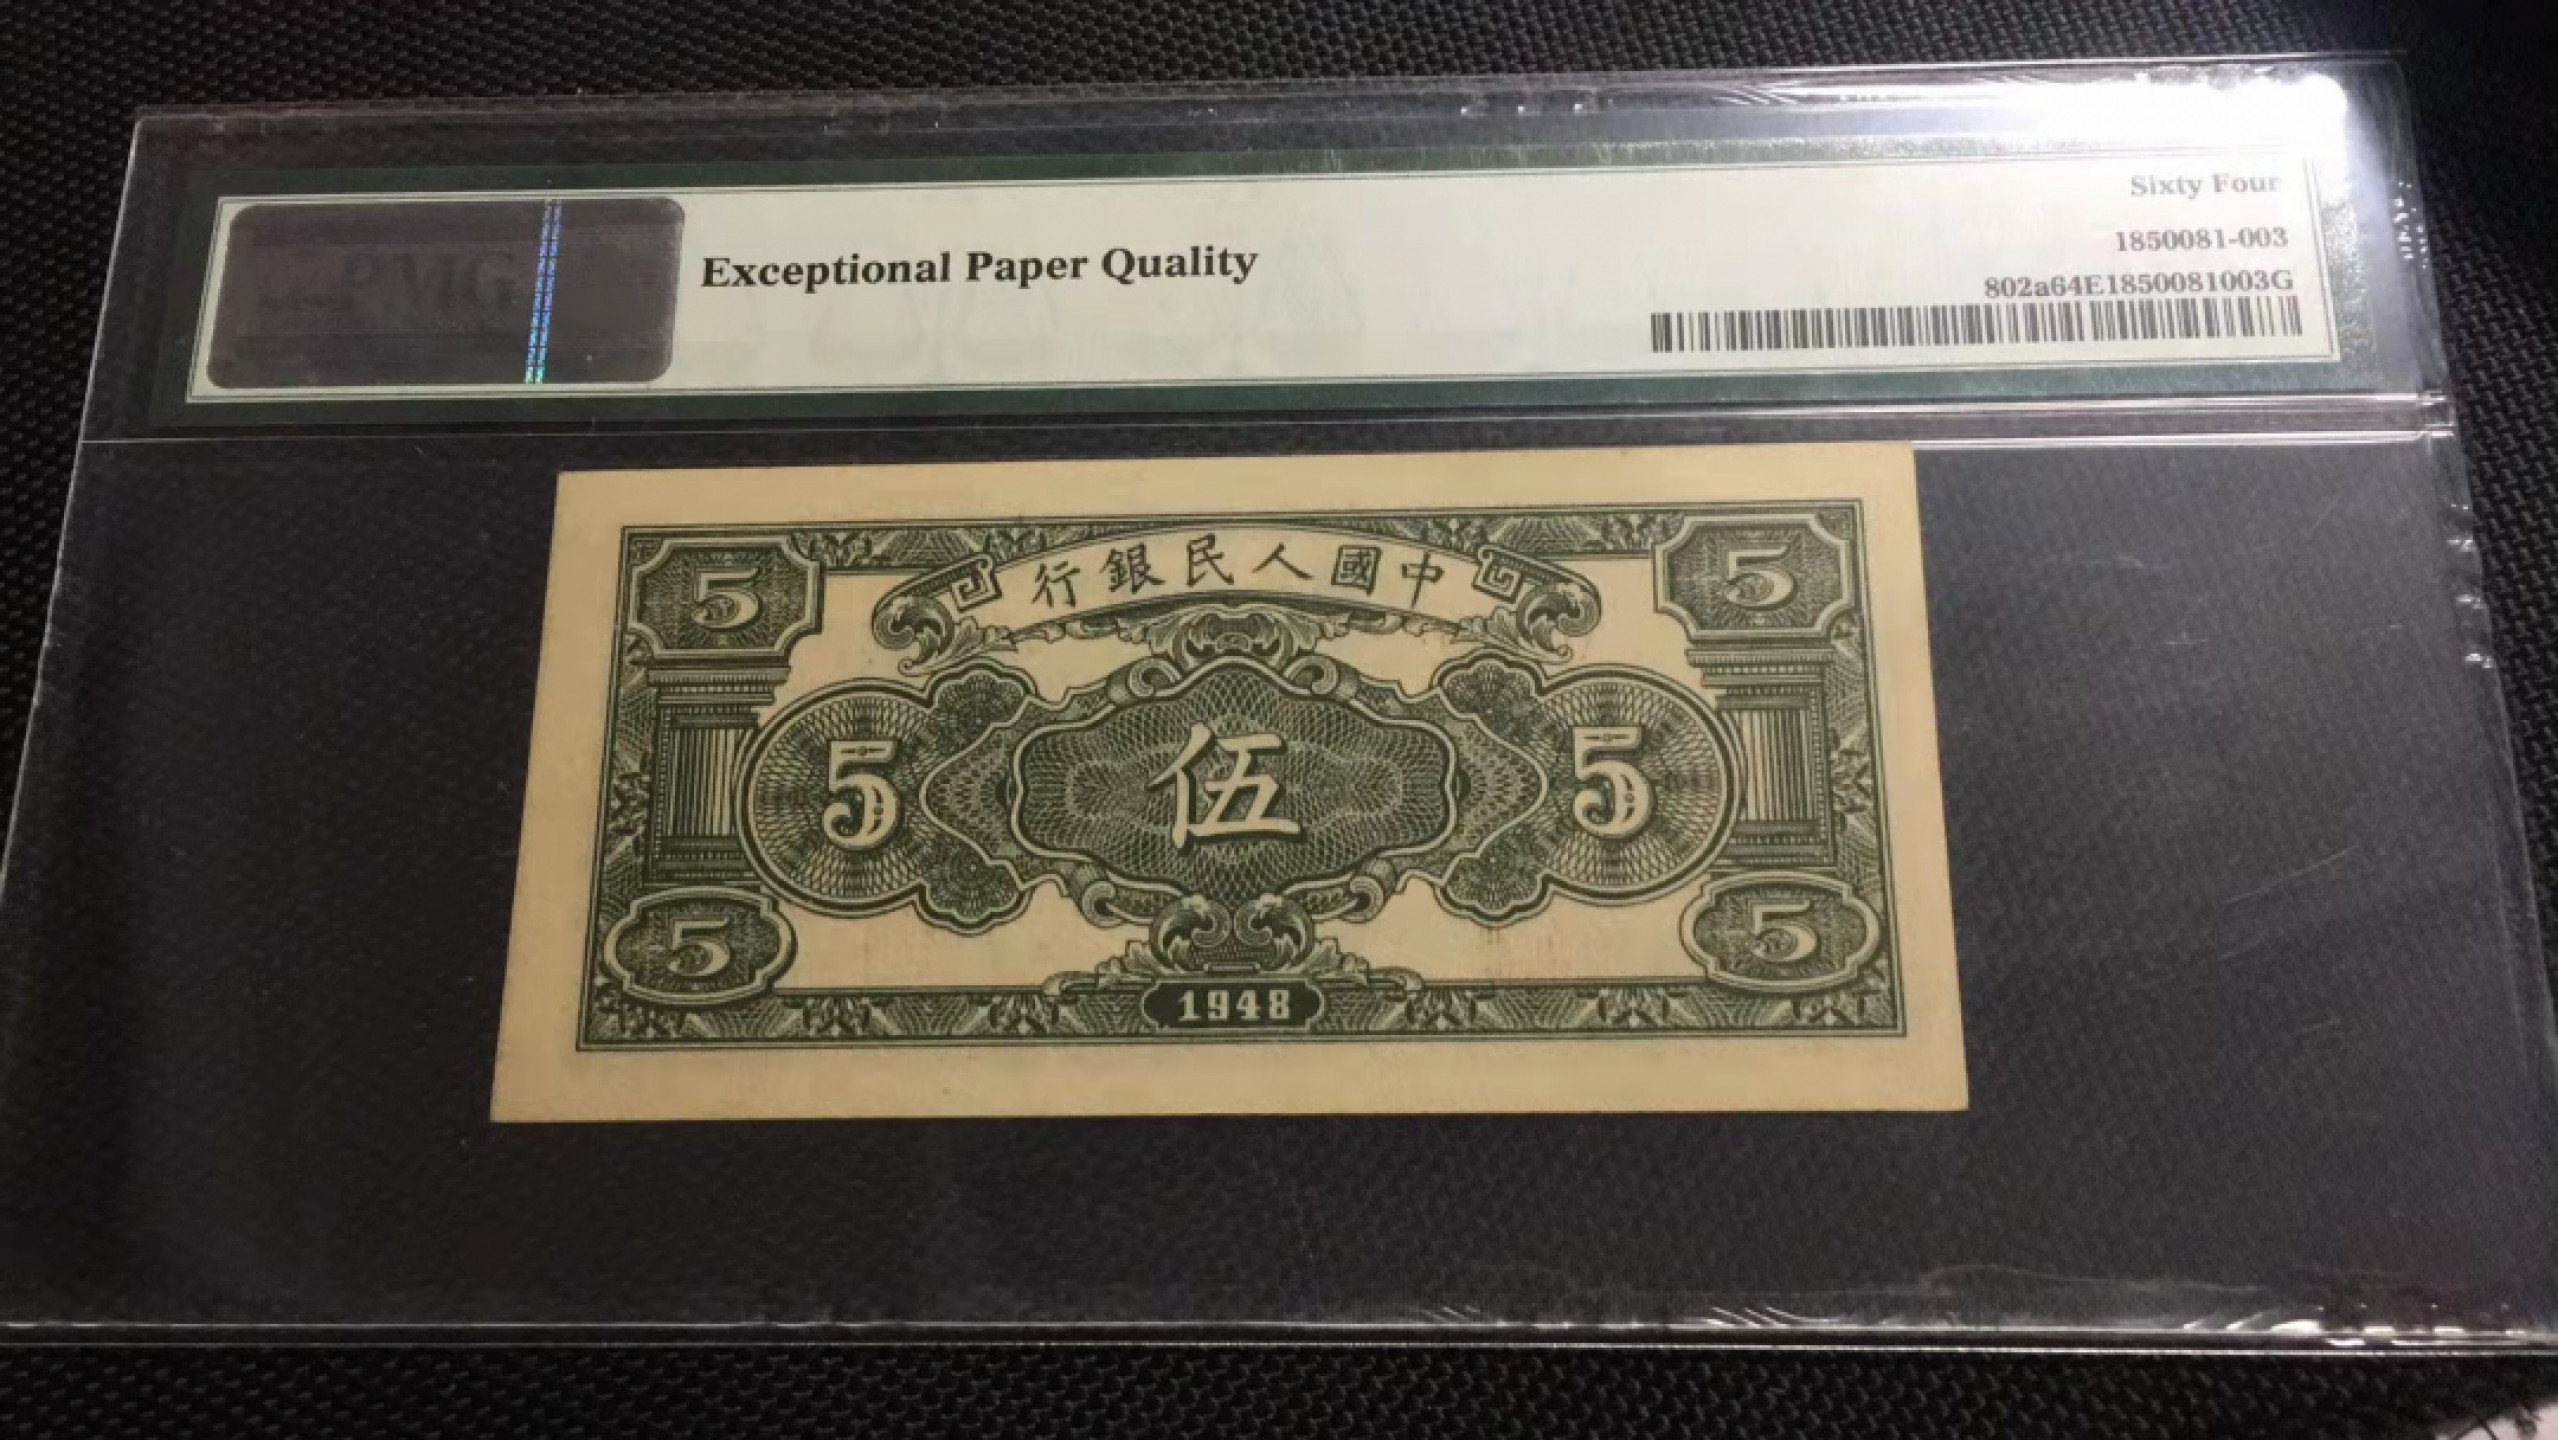 PMG
Exceptional Paper Quality
Sixty Four
1850081-003
802a64E1850081003G
行銀民人國中
5
5
5
伍
5
5
5
1948